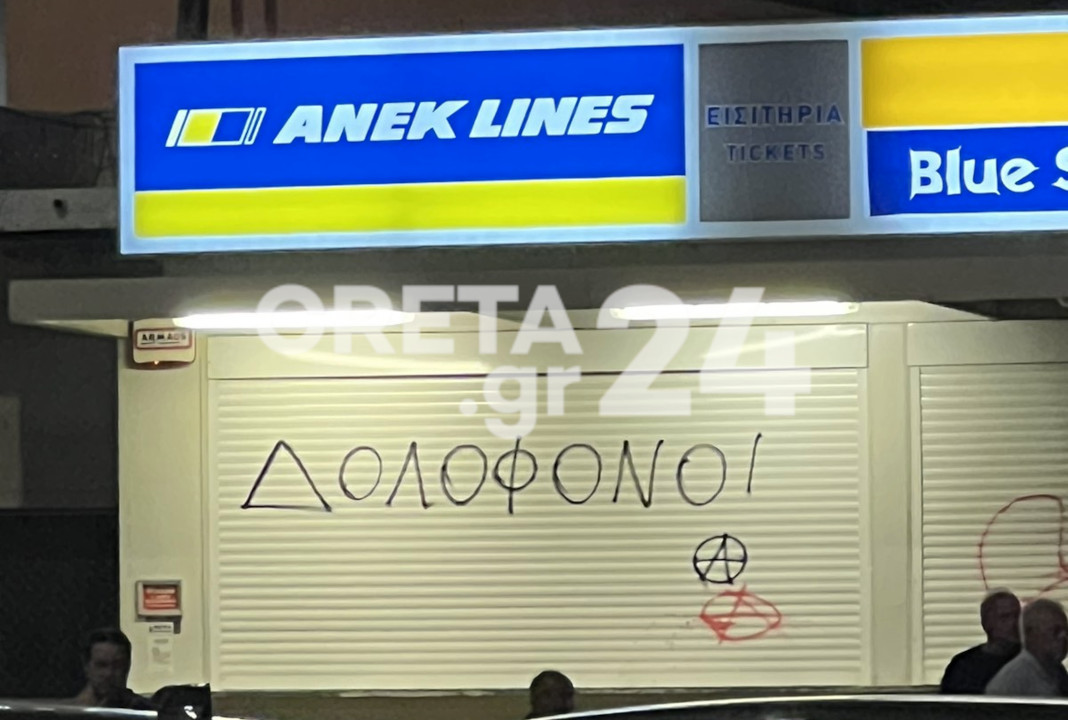 ANEK LINES
ΕΙΣΙΤΗΡΙΑ
TICKETS
Blue
CRETA
.gr 24
ΔΟΛΟΦΟΝΟΙ